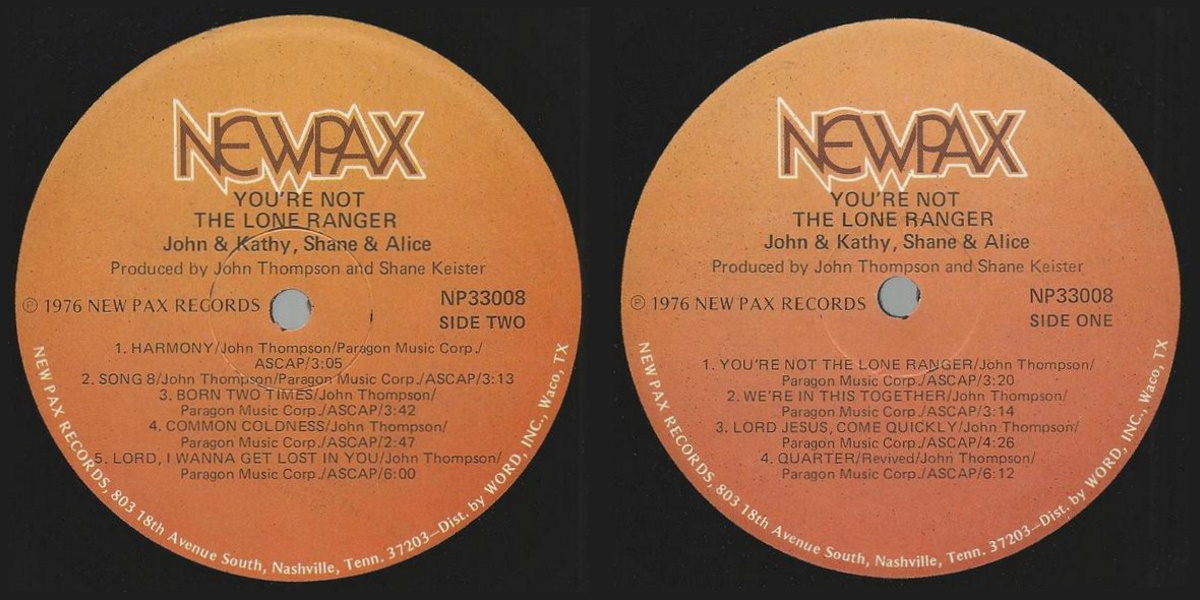 NEWPAX
YOU'RE NOT
THE LONE RANGER
John & Kathy, Shane & Alice
Produced by John Thompson and Shane Keister
℗ 1976 NEW PAX RECORDS
NP33008
SIDE TWO
1. HARMONY/John Thompson/Paragon Music Corp./
ASCAP/3:05
2. SONG 8/John Thompson/Paragon Music Corp./ASCAP/3:13
3. BORN TWO TIMES/John Thompson/
Paragon Music Corp./ASCAP/3:42
4. COMMON COLDNESS/John Thompson/
Paragon Music Corp./ASCAP/2:47
5. LORD, I WANNA GET LOST IN YOU/John Thompson/
Paragon Music Corp./ASCAP/6:00
NEW PAX RECORDS, 803 18th Avenue South, Nashville, Tenn. 37203—Dist. by WORD, INC., Waco, TX
NEWPAX
YOU'RE NOT
THE LONE RANGER
John & Kathy, Shane & Alice
Produced by John Thompson and Shane Keister
℗ 1976 NEW PAX RECORDS
NP33008
SIDE ONE
1. YOU'RE NOT THE LONE RANGER/John Thompson/
Paragon Music Corp./ASCAP/3:20
2. WE'RE IN THIS TOGETHER/John Thompson/
Paragon Music Corp./ASCAP/3:14
3. LORD JESUS, COME QUICKLY/John Thompson/
Paragon Music Corp./ASCAP/4:26
4. QUARTER/Revived/John Thompson/
Paragon Music Corp./ASCAP/6:12
NEW PAX RECORDS, 803 18th Avenue South, Nashville, Tenn. 37203—Dist. by WORD, INC., Waco, TX